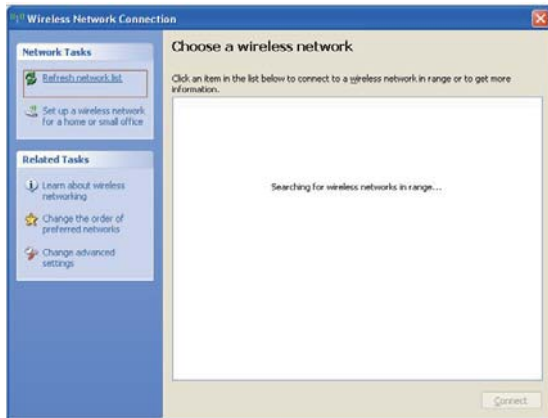 Wireless Network Connection
Network Tasks
Refresh network list
Set up a wireless network
for a home or small office
Related Tasks
Learn about wireless
networking
Change the order of
preferred networks
Change advanced
settings
Choose a wireless network
Click an item in the list below to connect to a wireless network in range or to get more
information.
Searching for wireless networks in range...
Connect